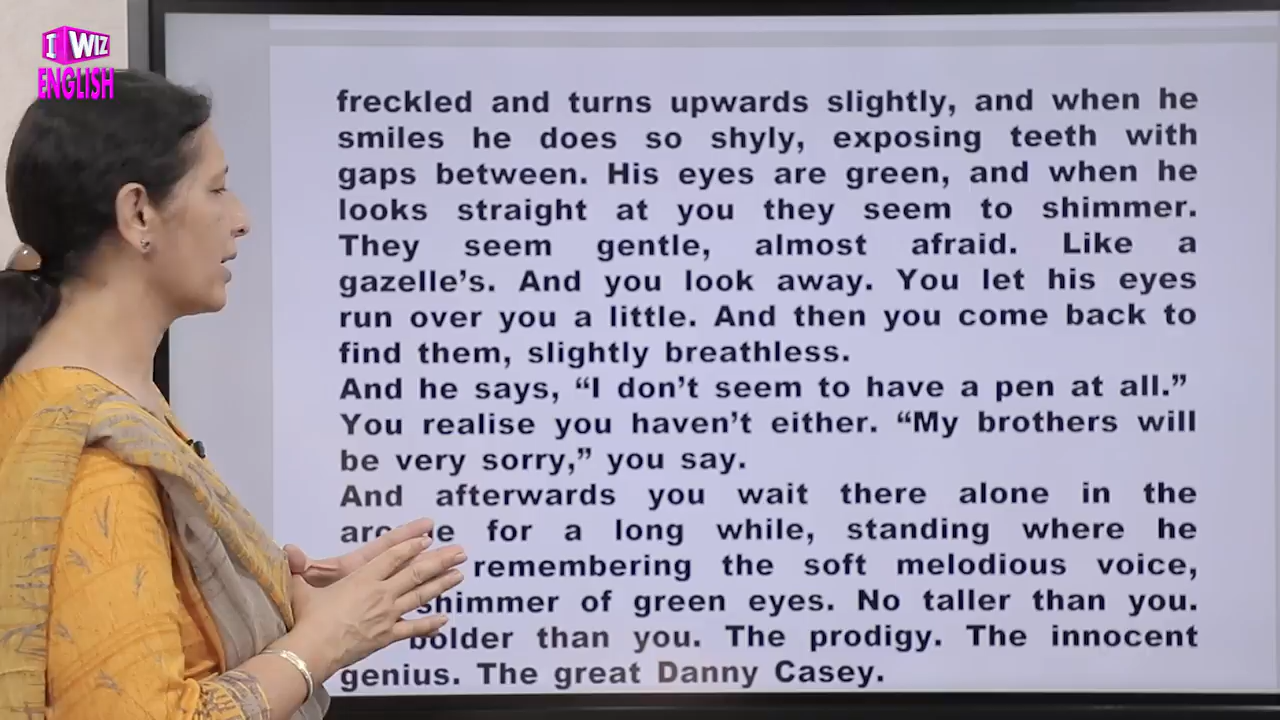 I WIZ
ENGLISH
freckled and turns upwards slightly, and when he
smiles he does so shyly, exposing teeth with
gaps between. His eyes are green, and when he
looks straight at you they seem to shimmer.
They seem gentle, almost afraid. Like a
gazelle’s. And you look away. You let his eyes
run over you a little. And then you come back to
find them, slightly breathless.
And he says, “I don’t seem to have a pen at all.”
You realise you haven’t either. “My brothers will
be very sorry,” you say.
And afterwards you wait there alone in the
for a long while, standing where he
remembering the soft melodious voice,
shimmer of green eyes. No taller than you.
bolder than you. The prodigy. The innocent
genius. The great Danny Casey.